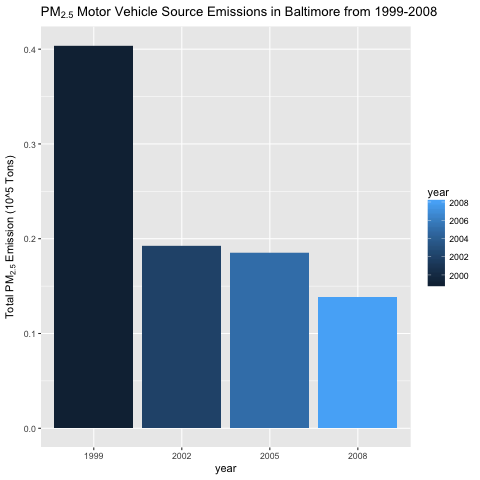 PM2.5 Motor Vehicle Source Emissions in Baltimore from 1999-2008
Total PM2.5 Emission (10^5 Tons)
0.4
0.3
0.2
0.1
0.0
1999 2002 2005 2008
year
year
2008
2006
2004
2002
2000